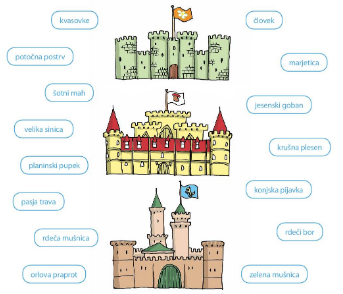 kvasovke
človek
potočna postrv
marjetica
šotni mah
jesenski goban
velika sinica
krušna plesen
planinski pupek
konjska pijavka
pasja trava
rdeča mušnica
rdeči bor
orlova praprot
zelena mušnica